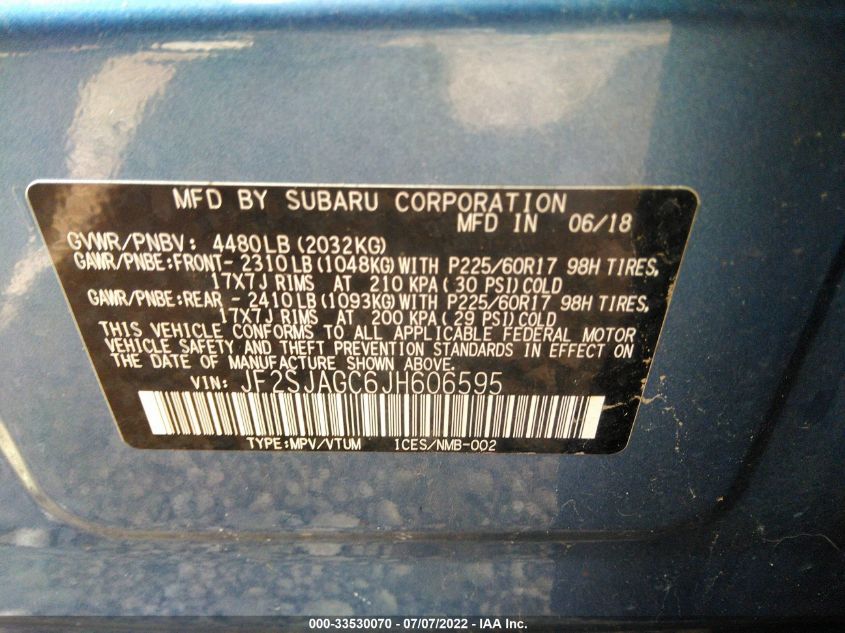 MFD BY SUBARU CORPORATION
MFD IN 06/18
GVWR/PNBV: 4480LB (2032KG)
GAWR/PNBE:FRONT- 2310LB (1048KG) WITH P225/60R17 98H TIRES,
17X7J RIMS AT 210 KPA (30 PSI) COLD
GAWR/PNBE:REAR - 2410LB (1093KG) WITH P225/60R17 98H TIRES,
17X7J RIMS AT 200 KPA (29 PSI) COLD
THIS VEHICLE CONFORMS TO ALL APPLICABLE FEDERAL MOTOR
VEHICLE SAFETY AND THEFT PREVENTION STANDARDS IN EFFECT ON
THE DATE OF MANUFACTURE SHOWN ABOVE.
VIN: JF2SJAGC6JH606595
TYPE:MPV/VTUM ICES/NMB-002
000-33530070 - 07/07/2022 - IAA Inc.